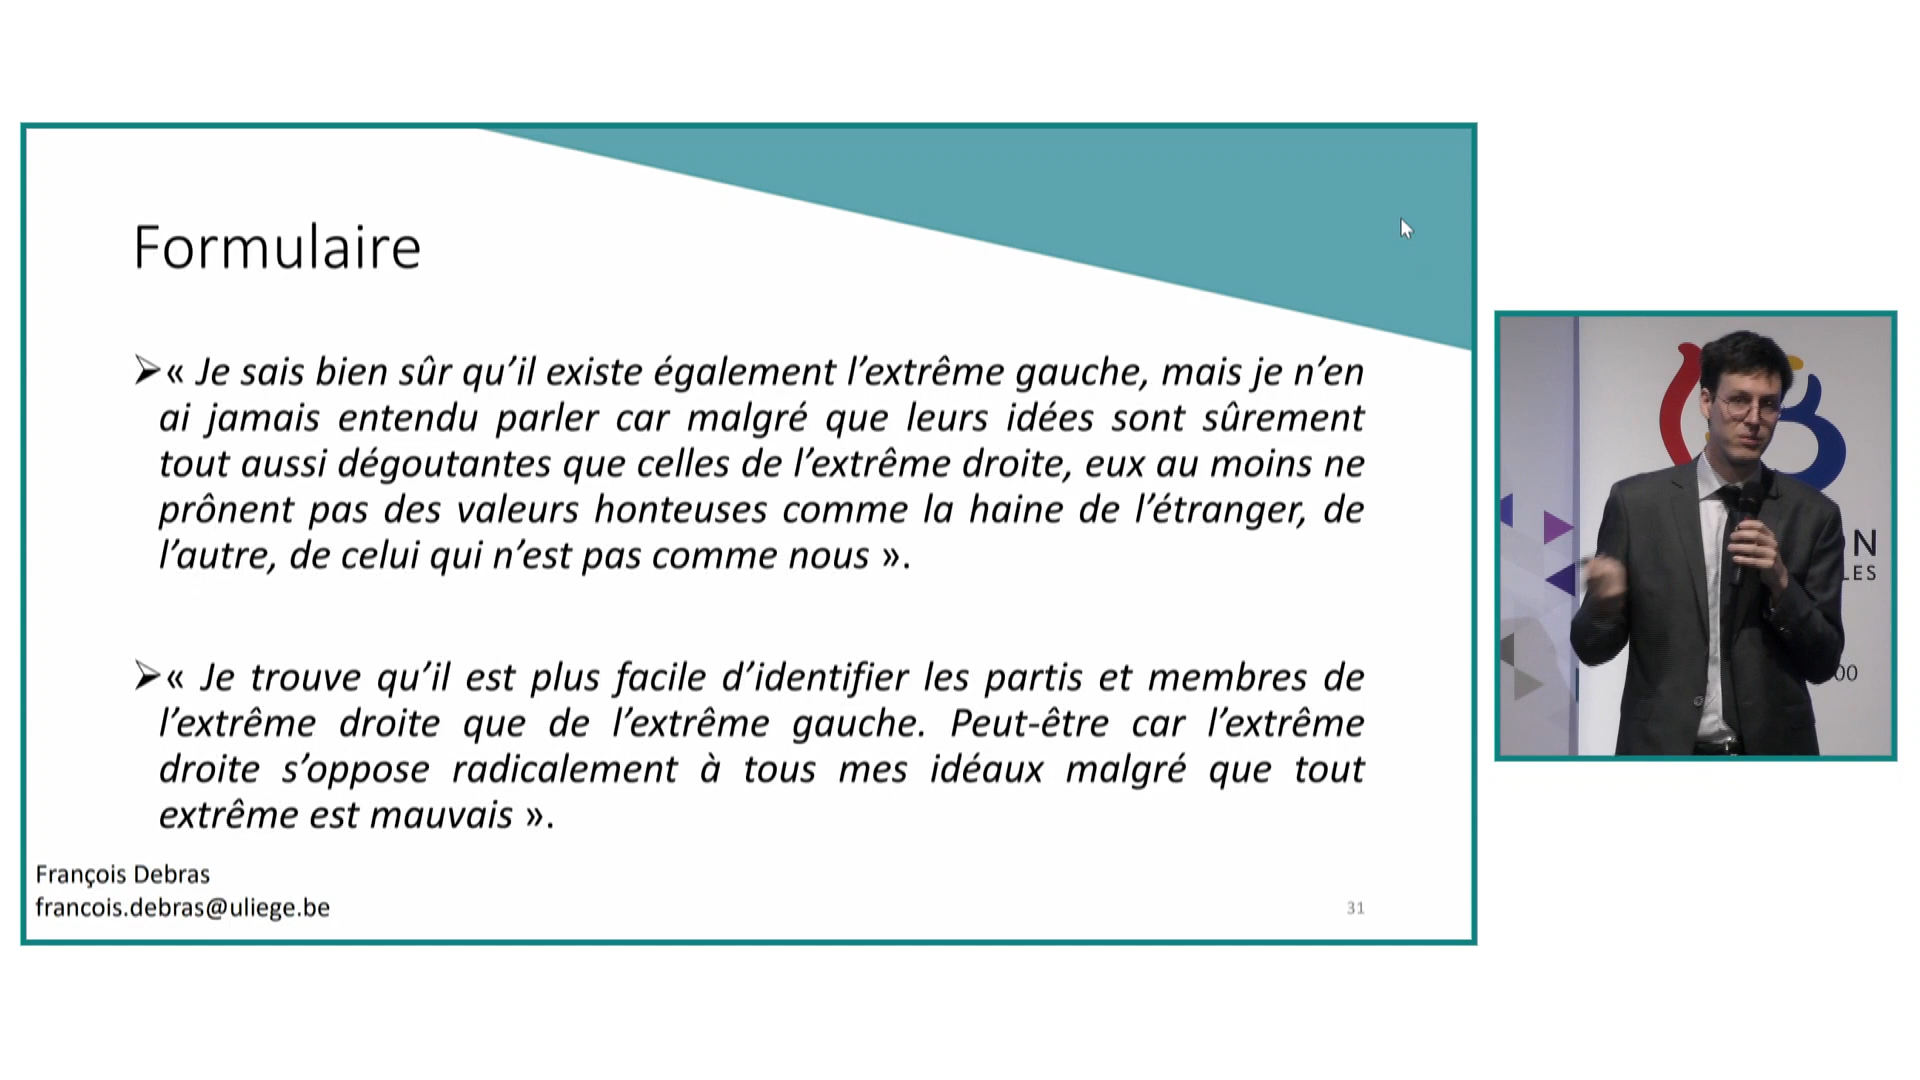 Formulaire
« Je sais bien sûr qu’il existe également l’extrême gauche, mais je n’en
ai jamais entendu parler car malgré que leurs idées sont sûrement
tout aussi dégoutantes que celles de l’extrême droite, eux au moins ne
prônent pas des valeurs honteuses comme la haine de l’étranger, de
l’autre, de celui qui n’est pas comme nous ».
« Je trouve qu’il est plus facile d’identifier les partis et membres de
l’extrême droite que de l’extrême gauche. Peut-être car l’extrême
droite s’oppose radicalement à tous mes idéaux malgré que tout
extrême est mauvais ».
François Debras
francois.debras@uliege.be
31